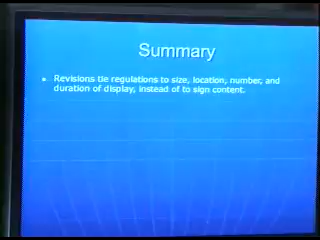 Summary
Revisions tie regulations to size, location, number, and
duration of display, instead of to sign content.